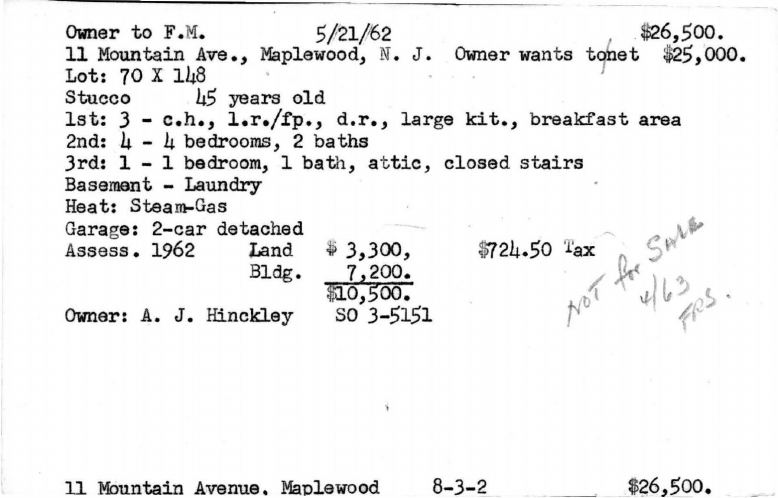 Owner to F.M. 5/21/62 $26,500.
11 Mountain Ave., Maplewood, N. J. Owner wants to net $25,000.
Lot: 70 X 148
Stucco 45 years old
1st: 3 - c.h., l.r./fp., d.r., large kit., breakfast area
2nd: 4 - 4 bedrooms, 2 baths
3rd: 1 - 1 bedroom, 1 bath, attic, closed stairs
Basement - Laundry
Heat: Steam-Gas
Garage: 2-car detached
Assess. 1962 Land $ 3,300, $724.50 Tax
Bldg. 7,200.
$10,500.
NOT for SALE
4/63
FRS.
Owner: A. J. Hinckley SO 3-5151
11 Mountain Avenue, Maplewood 8-3-2 $26,500.